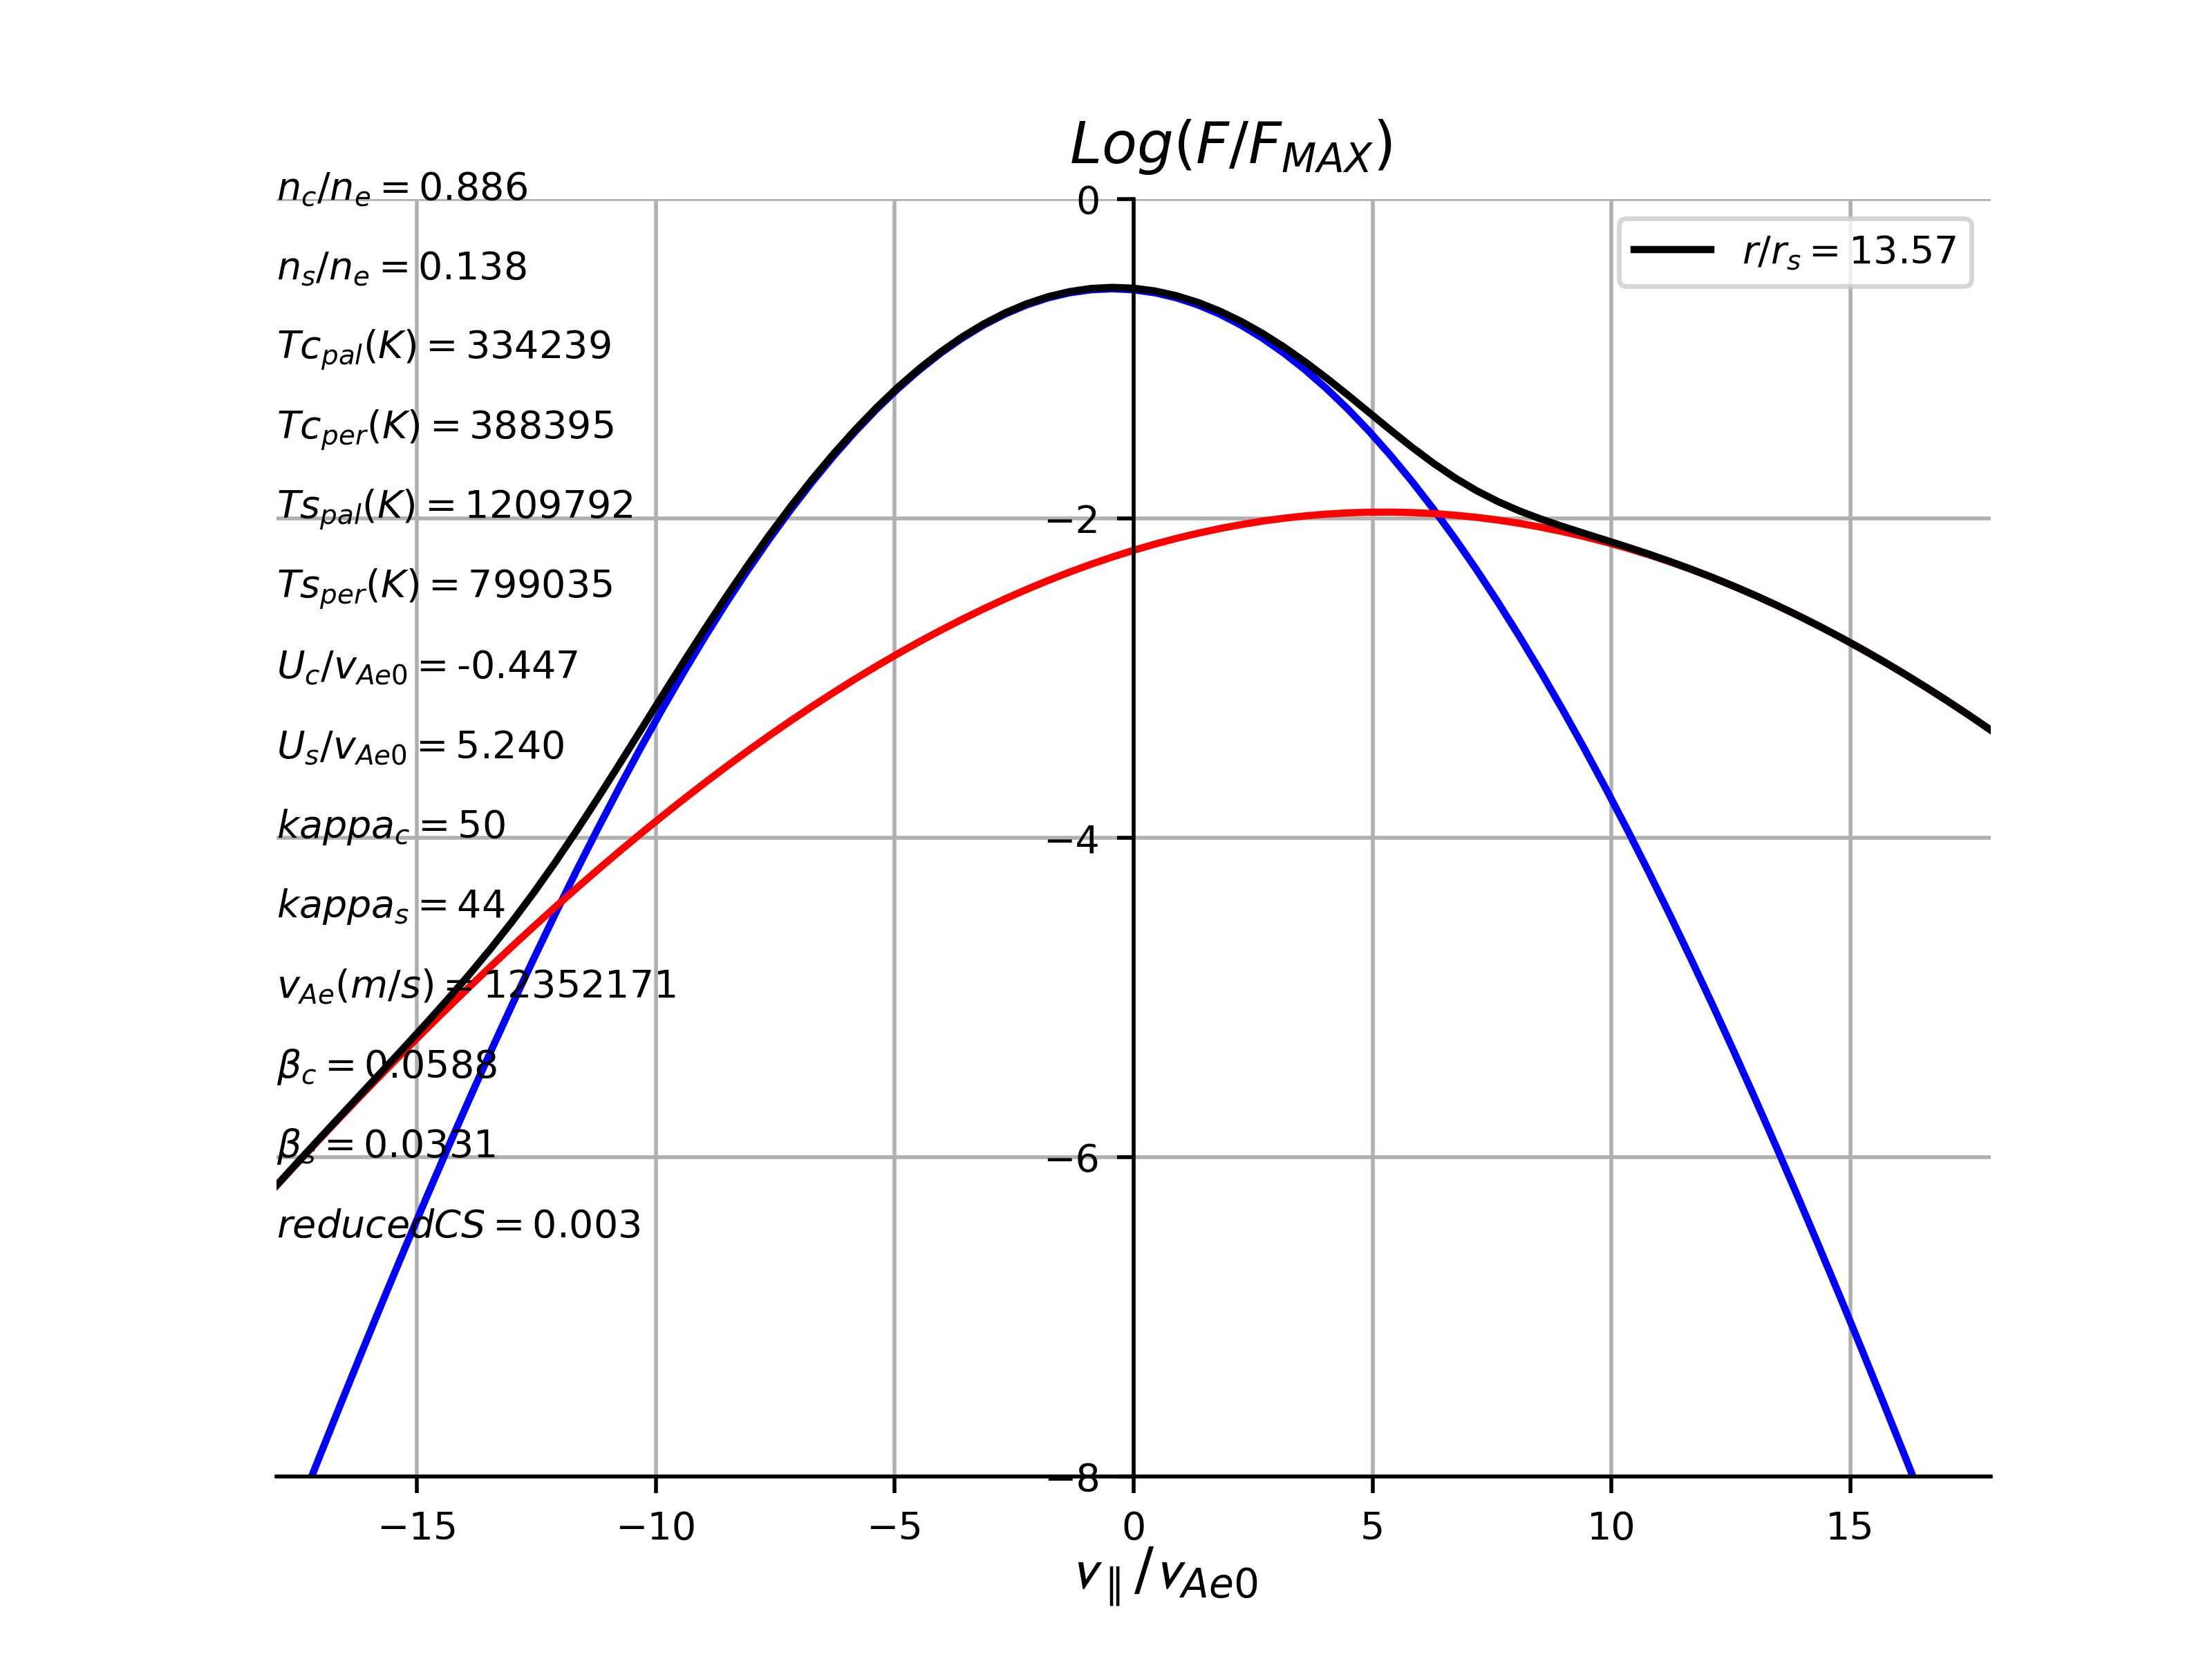 Log(F/F_MAX)
n_c/n_e = 0.886
0
r/r_s = 13.57
n_s/n_e = 0.138
Tc_pal(K) = 334239
Tc_per(K) = 388395
Ts_pal(K) = 1209792
−2
Ts_per(K) = 799035
U_c/v_Ae0 = -0.447
U_s/v_Ae0 = 5.240
kappa_c = 50
−4
kappa_s = 44
v_Ae(m/s) = 12352171
β_c = 0.0588
β_s = 0.0331
−6
reducedCS = 0.003
−8
−15 −10 −5 0 5 10 15
v_∥/v_Ae0